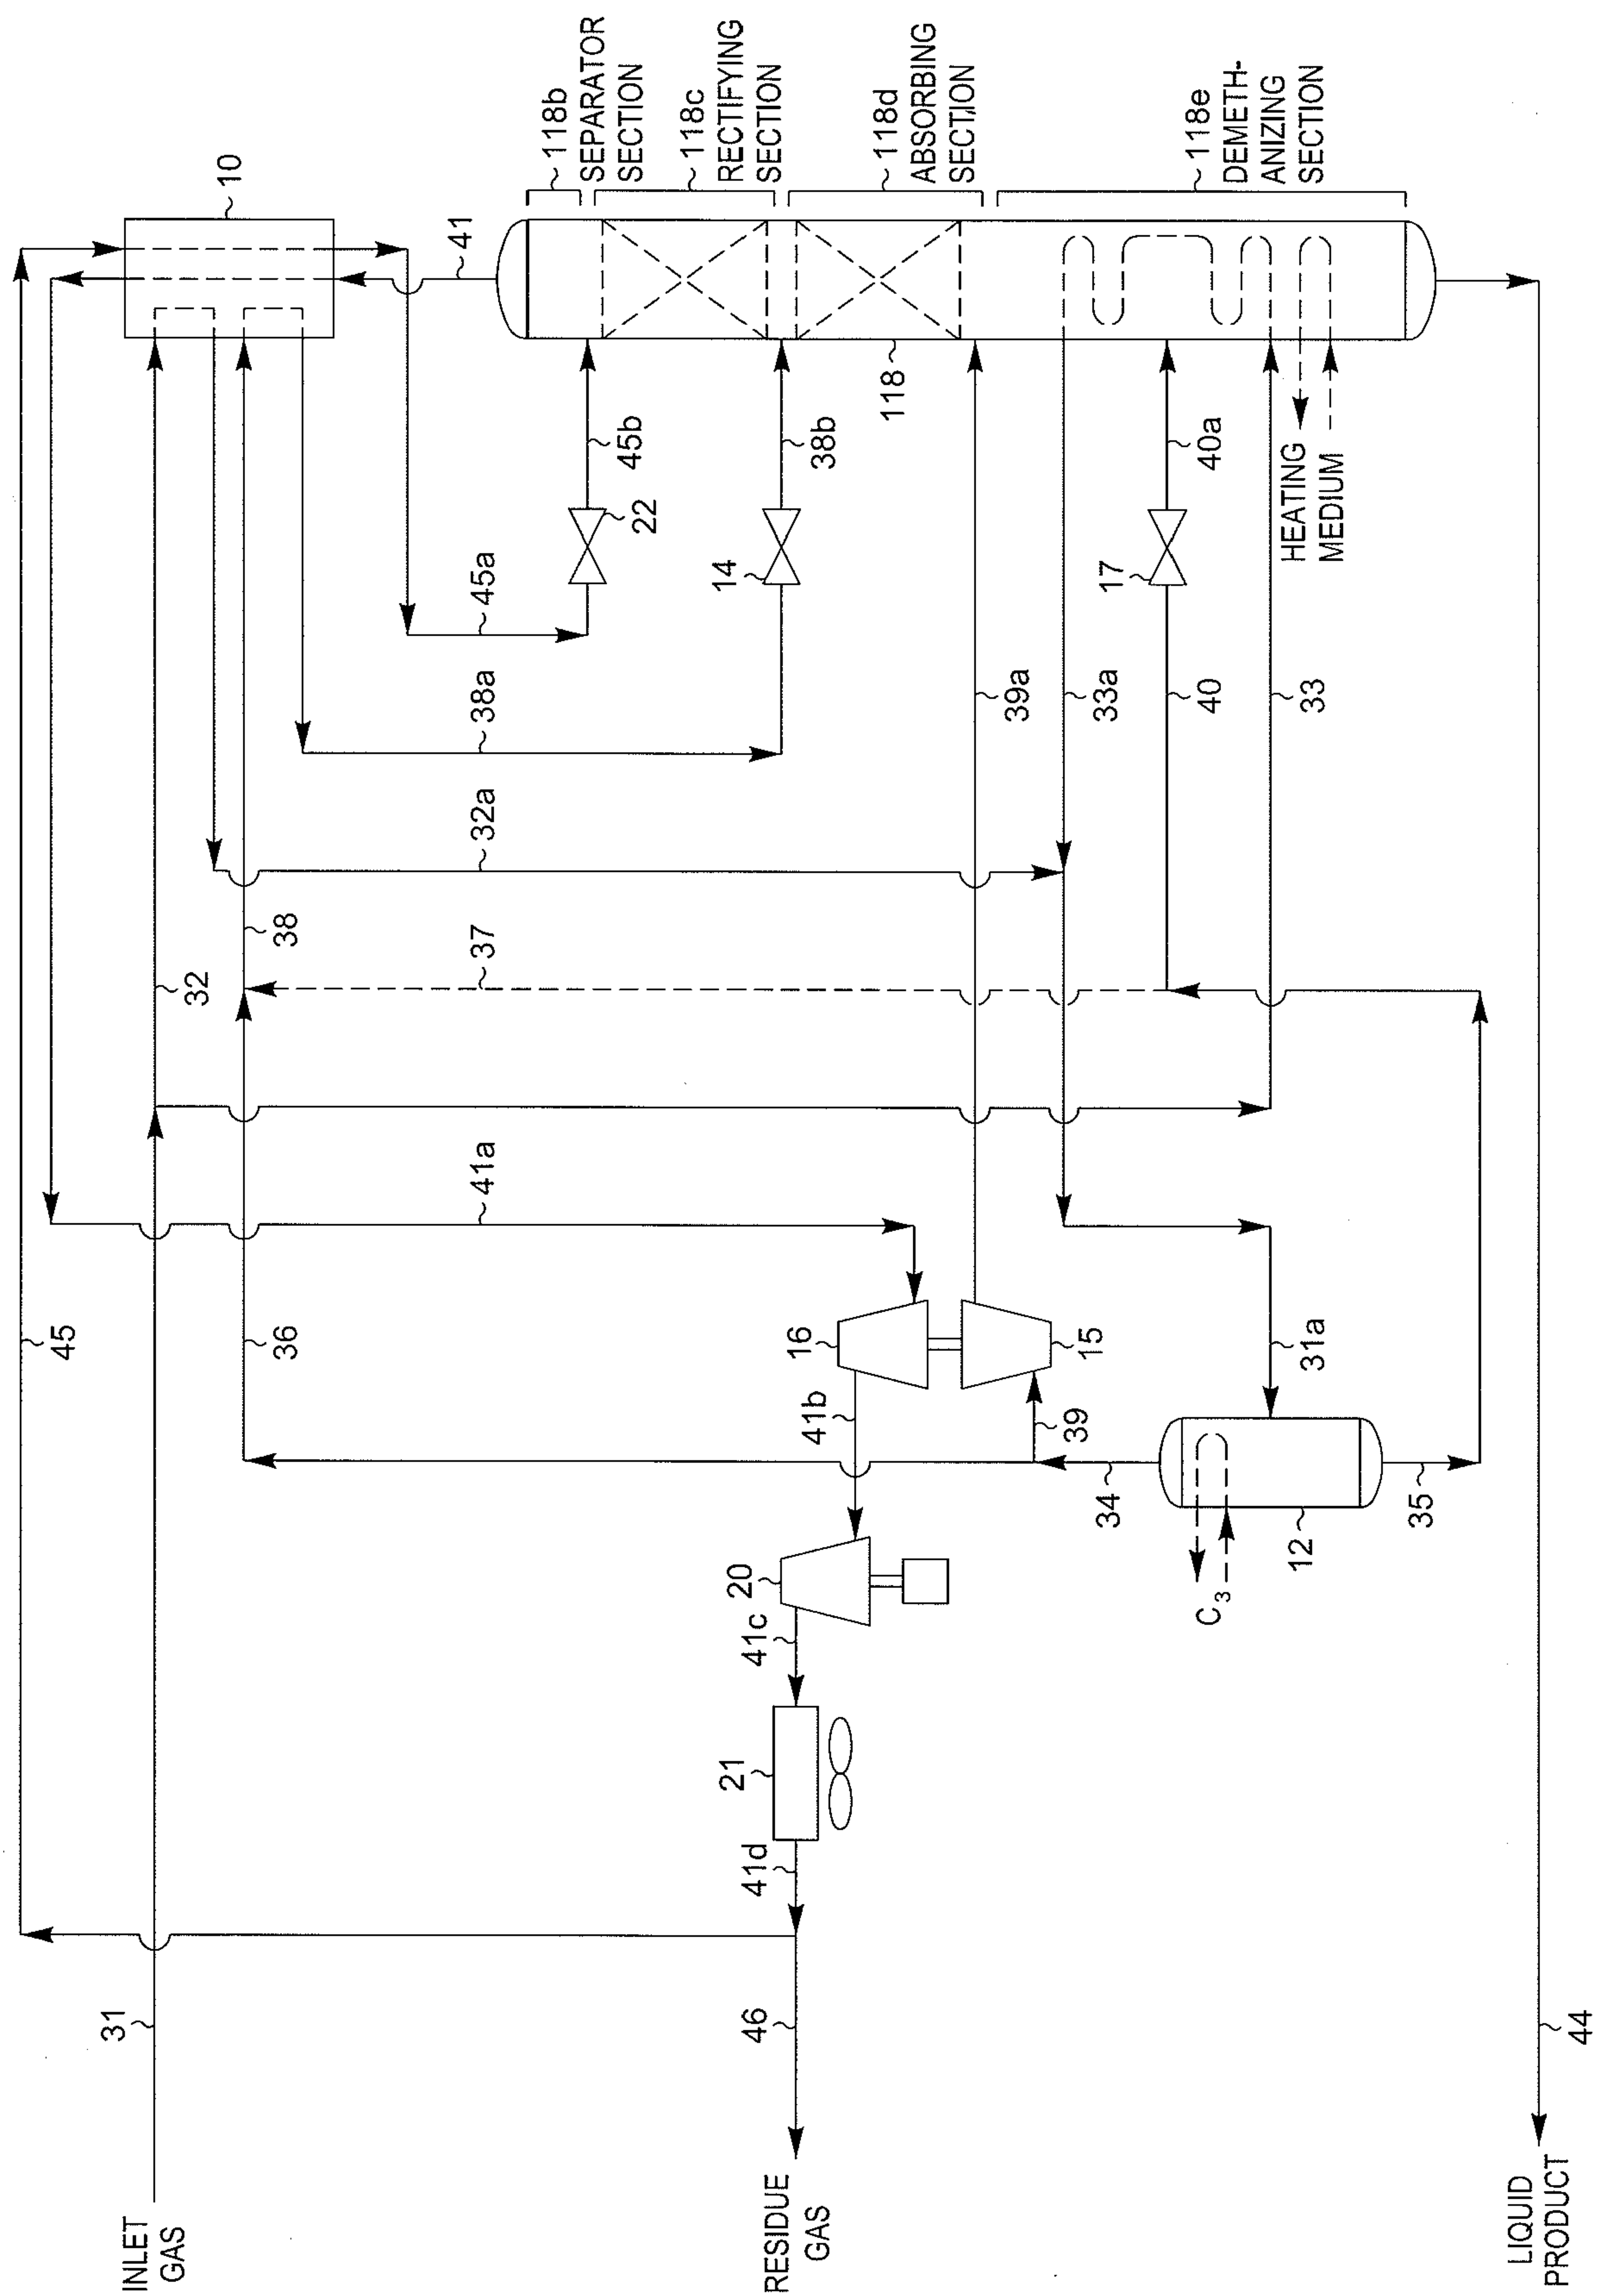 45
INLET
GAS
31
32
10
36
38
41
41a
37
32a
38a
45a
118b
SEPARATOR
SECTION
22
45b
118c
RECTIFYING
SECTION
RESIDUE
GAS
46
41d
21
41c
20
14
38b
41b
16
118
118d
ABSORBING
SECTION
39a
39
15
34
33a
17
40
40a
118e
DEMETH-
ANIZING
SECTION
C3
12
31a
33
HEATING
MEDIUM
35
LIQUID
PRODUCT
44